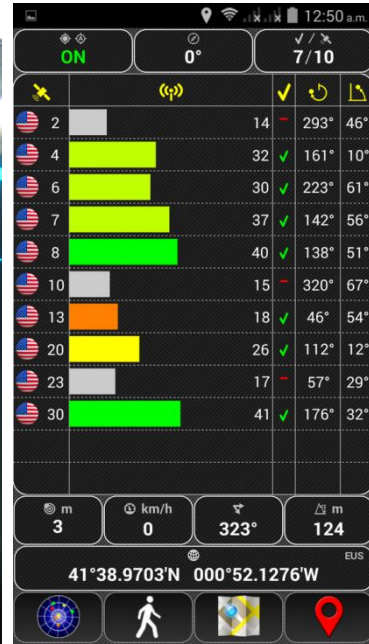 12:50 a.m.
ON
0°
7/10
2 14 293° 46°
4 32 161° 10°
6 30 223° 61°
7 37 142° 56°
8 40 138° 51°
10 15 320° 67°
13 18 46° 54°
20 26 112° 12°
23 17 57° 29°
30 41 176° 32°
m km/h m
3 0 323° 124
EUS
41°38.9703'N 000°52.1276'W